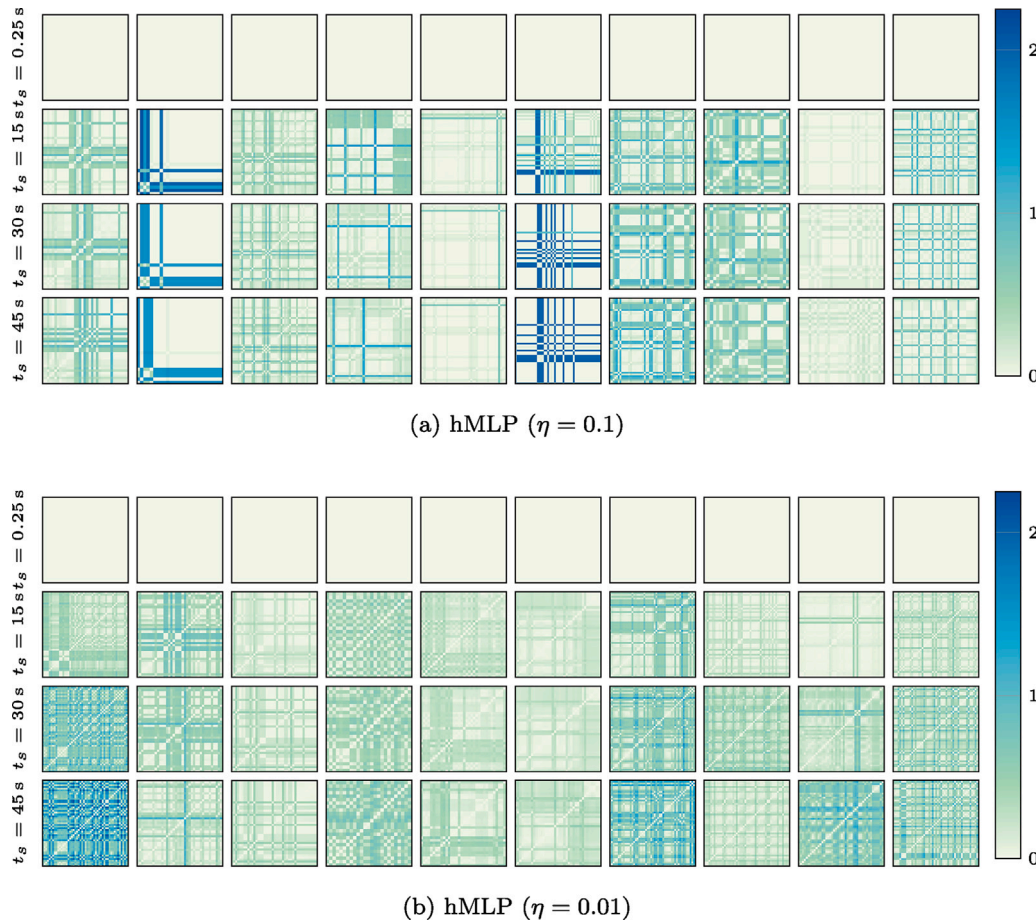 t_s = 0.25 s
t_s = 15 s
t_s = 30 s
t_s = 45 s
2
1
0
(a) hMLP (η = 0.1)
t_s = 0.25 s
t_s = 15 s
t_s = 30 s
t_s = 45 s
2
1
0
(b) hMLP (η = 0.01)